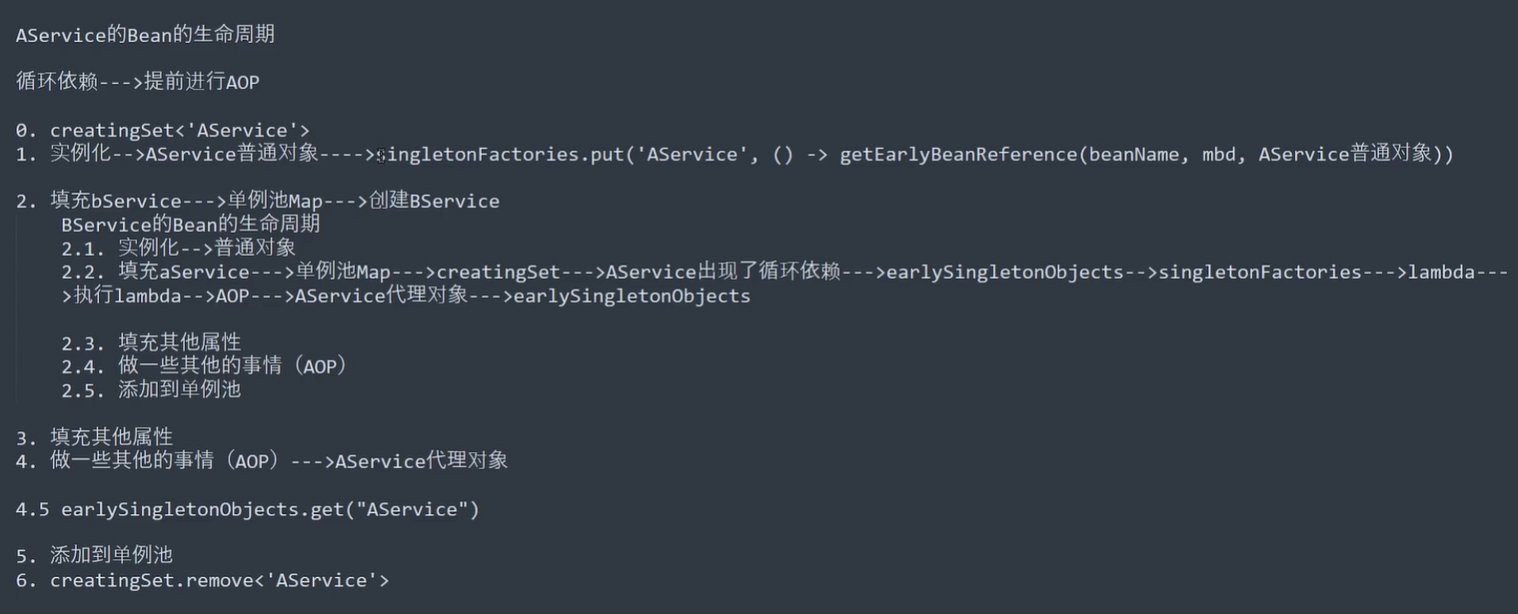 AService的Bean的生命周期
循环依赖--->提前进行AOP
0. creatingSet<'AService'>
1. 实例化-->AService普通对象---->singletonFactories.put('AService', () -> getEarlyBeanReference(beanName, mbd, AService普通对象))
2. 填充bService--->单例池Map--->创建BService
BService的Bean的生命周期
2.1. 实例化-->普通对象
2.2. 填充aService--->单例池Map--->creatingSet--->AService出现了循环依赖--->earlySingletonObjects-->singletonFactories--->lambda---
>执行lambda-->AOP--->AService代理对象--->earlySingletonObjects
2.3. 填充其他属性
2.4. 做一些其他的事情（AOP）
2.5. 添加到单例池
3. 填充其他属性
4. 做一些其他的事情（AOP）--->AService代理对象
4.5 earlySingletonObjects.get("AService")
5. 添加到单例池
6. creatingSet.remove<'AService'>